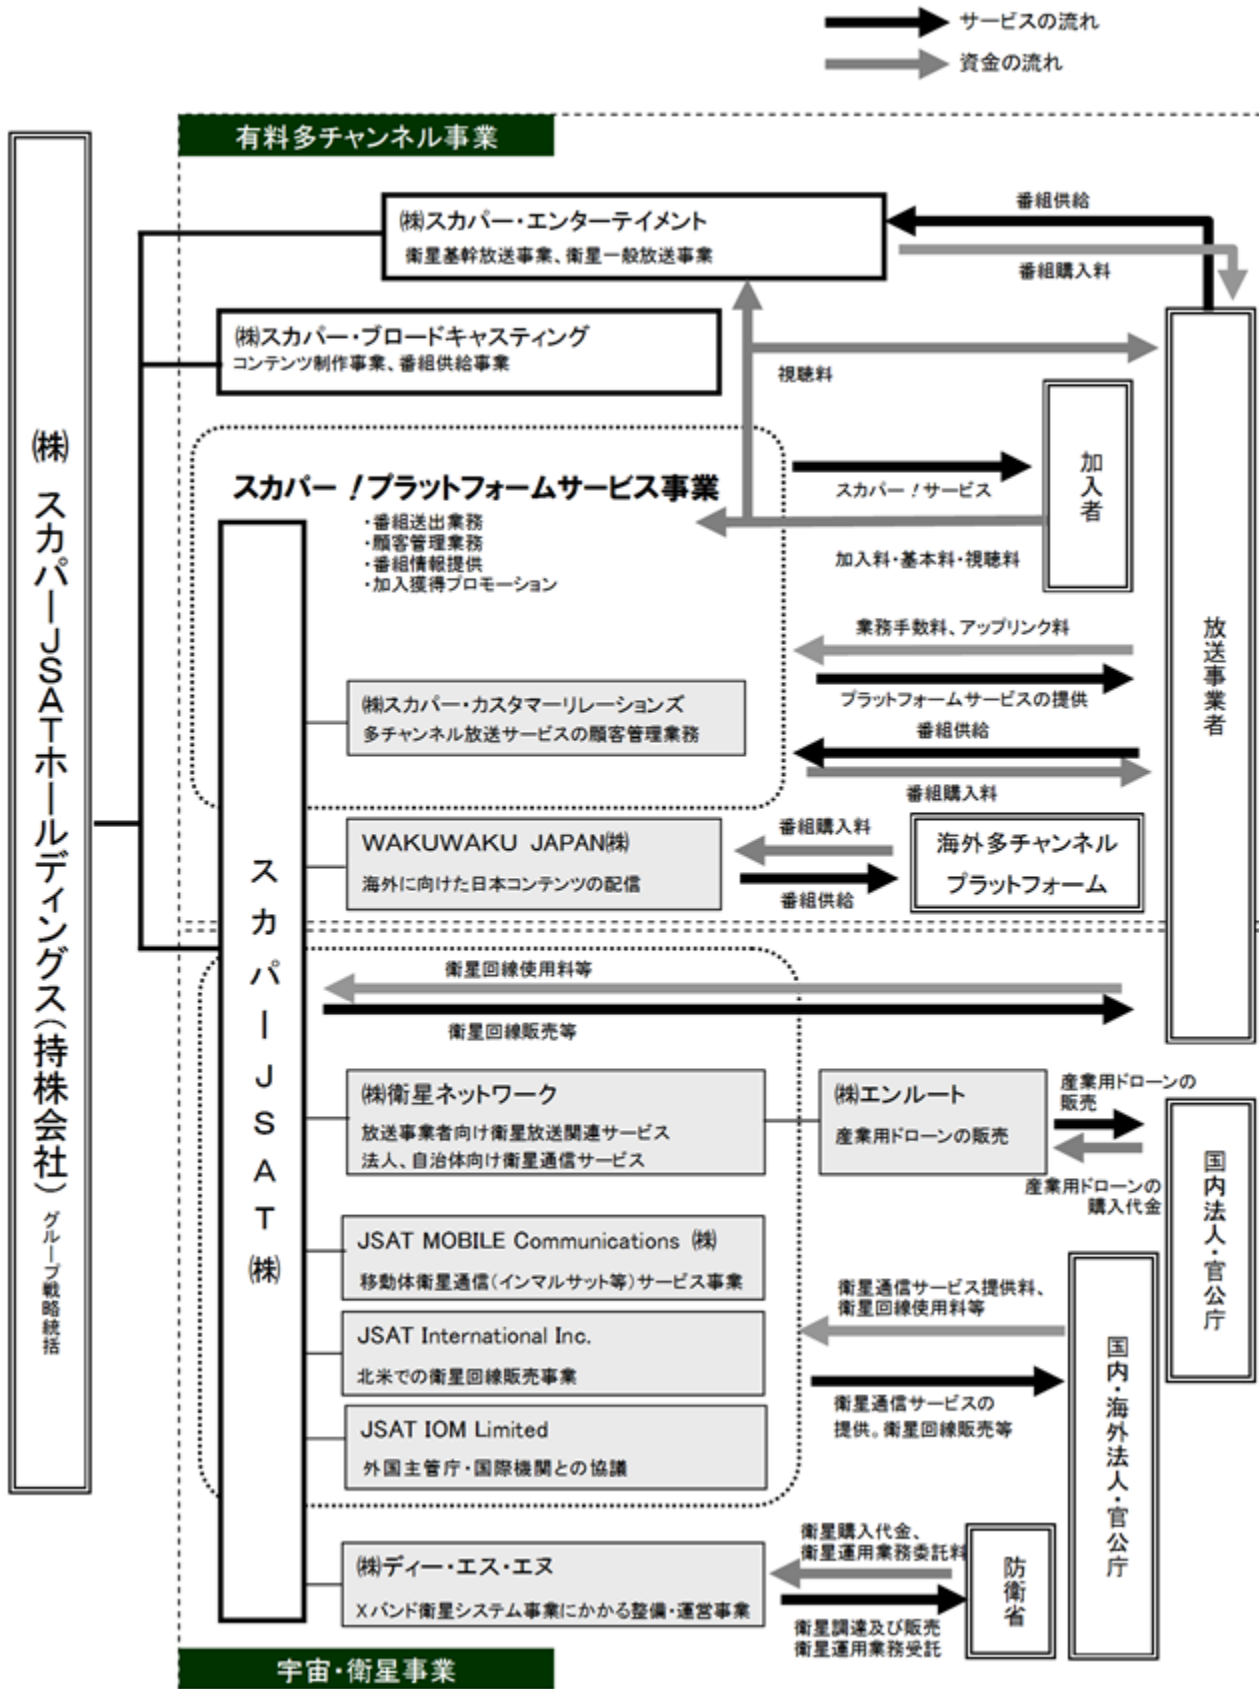 サービスの流れ
資金の流れ
有料多チャンネル事業
㈱スカパー・エンターテイメント
衛星基幹放送事業、衛星一般放送事業
番組供給
番組購入料
㈱スカパー・ブロードキャスティング
コンテンツ制作事業、番組供給事業
視聴料
㈱ スカパーJSATホールディングス(持株会社) グループ戦略統括
スカパー!プラットフォームサービス事業
・番組送出業務
・顧客管理業務
・番組情報提供
・加入獲得プロモーション
スカパー!サービス
加入料・基本料・視聴料
加入者
放送事業者
業務手数料、アップリンク料
プラットフォームサービスの提供
㈱スカパー・カスタマーリレーションズ
多チャンネル放送サービスの顧客管理業務
番組供給
番組購入料
スカパーJSAT㈱
WAKUWAKU JAPAN㈱
海外に向けた日本コンテンツの配信
番組購入料
番組供給
海外多チャンネル
プラットフォーム
衛星回線使用料等
衛星回線販売等
㈱衛星ネットワーク
放送事業者向け衛星放送関連サービス
法人、自治体向け衛星通信サービス
㈱エンルート
産業用ドローンの販売
産業用ドローンの
販売
産業用ドローンの
購入代金
国内法人・官公庁
JSAT MOBILE Communications ㈱
移動体衛星通信(インマルサット等)サービス事業
JSAT International Inc.
北米での衛星回線販売事業
JSAT IOM Limited
外国主管庁・国際機関との協議
衛星通信サービス提供料、
衛星回線使用料等
衛星通信サービスの
提供。衛星回線販売等
国内・海外法人・官公庁
㈱ディー・エス・エヌ
Xバンド衛星システム事業にかかる整備・運営事業
衛星購入代金、
衛星運用業務委託料
衛星調達及び販売
衛星運用業務受託
防衛省
宇宙・衛星事業